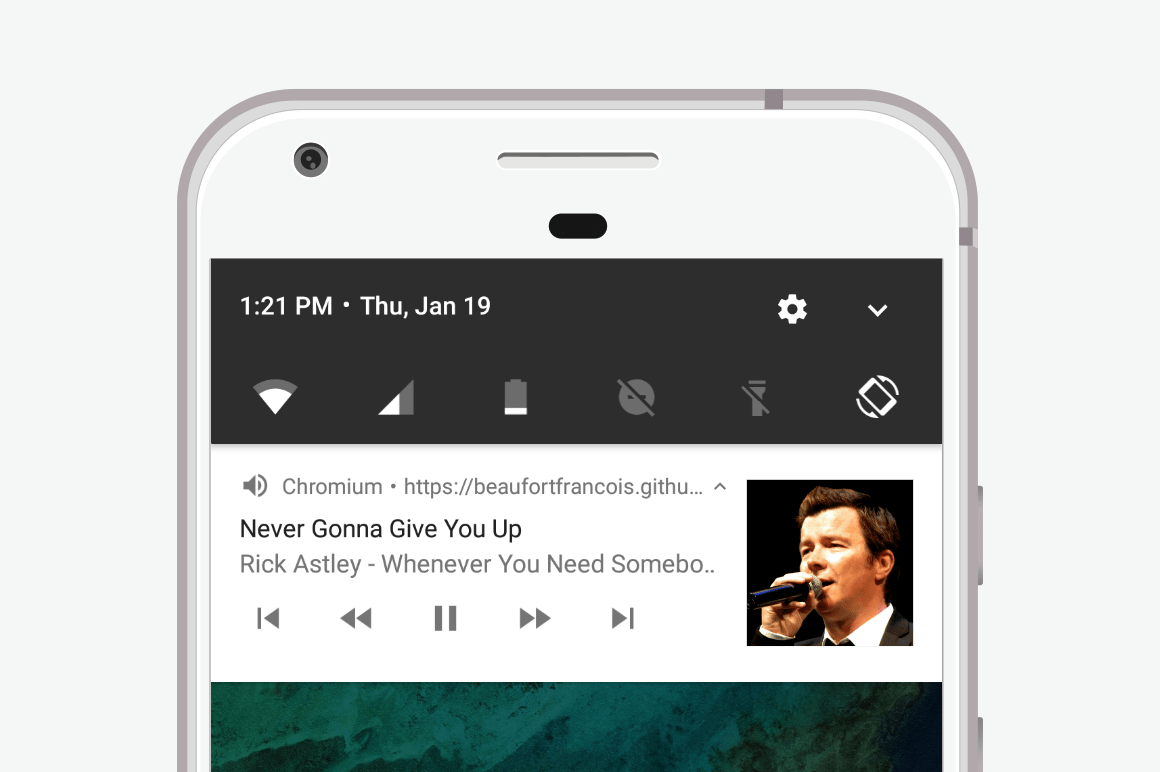 1:21 PM • Thu, Jan 19
Chromium • https://beaufortfrancois.githu…
Never Gonna Give You Up
Rick Astley - Whenever You Need Somebo..